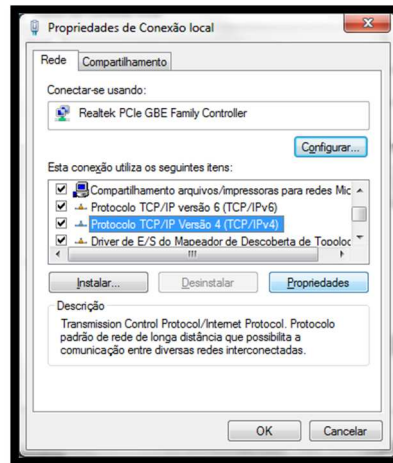 Propriedades de Conexão local
Rede
Compartilhamento
Conectar-se usando:
Realtek PCIe GBE Family Controller
Configurar...
Esta conexão utiliza os seguintes itens:
Compartilhamento arquivos/impressoras para redes Mic
Protocolo TCP/IP versão 6 (TCP/IPv6)
Protocolo TCP/IP Versão 4 (TCP/IPv4)
Driver de E/S do Mapeador de Descoberta de Topoloc
Instalar...
Desinstalar
Propriedades
Descrição
Transmission Control Protocol/Internet Protocol. Protocolo
padrão de rede de longa distância que possibilita a
comunicação entre diversas redes interconectadas.
OK
Cancelar